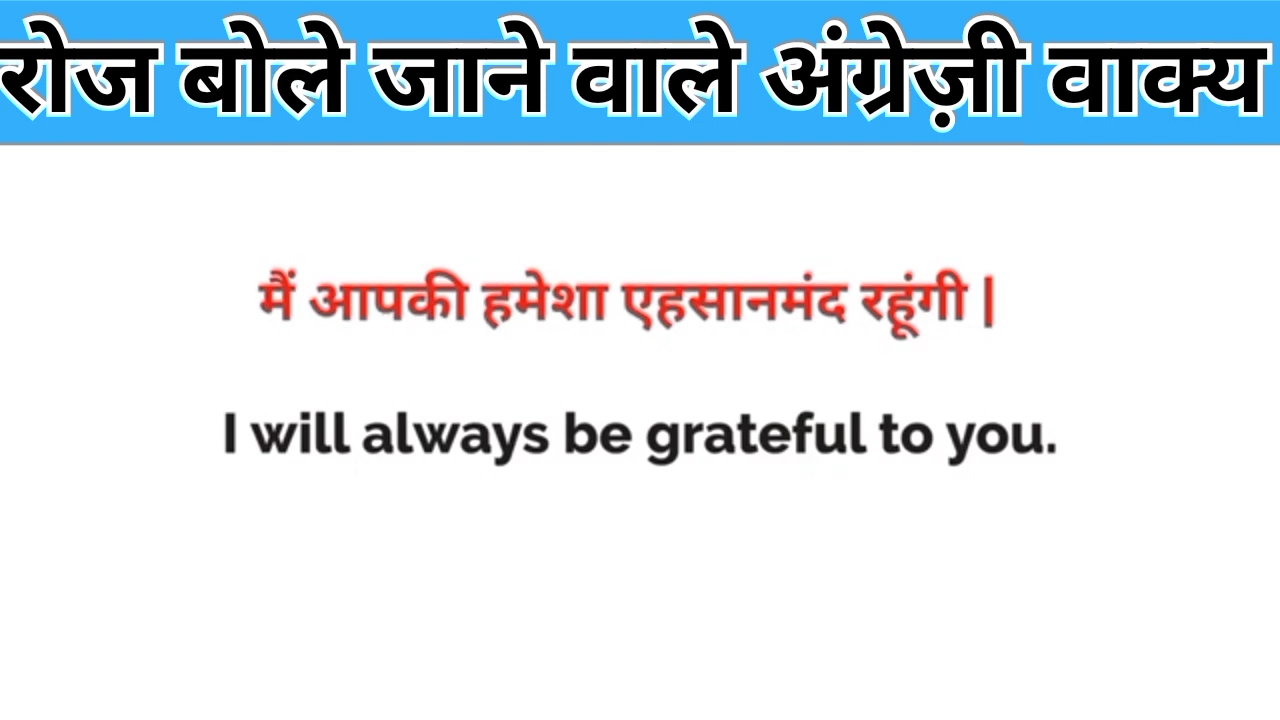 रोज बोले जाने वाले अंग्रेज़ी वाक्य
मैं आपकी हमेशा एहसानमंद रहूंगी |
I will always be grateful to you.